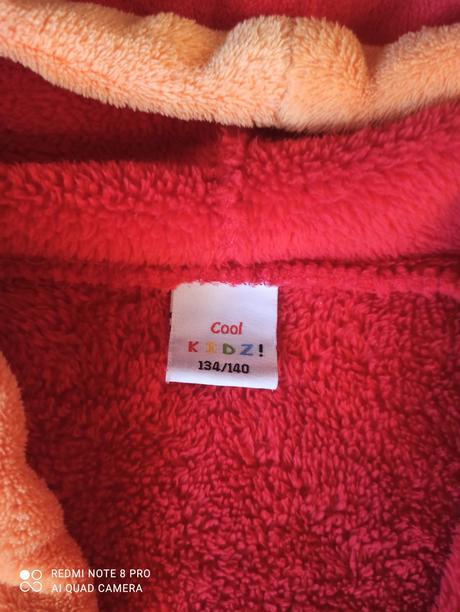 Cool
KIDZ!
134/140
REDMI NOTE 8 PRO
AI QUAD CAMERA